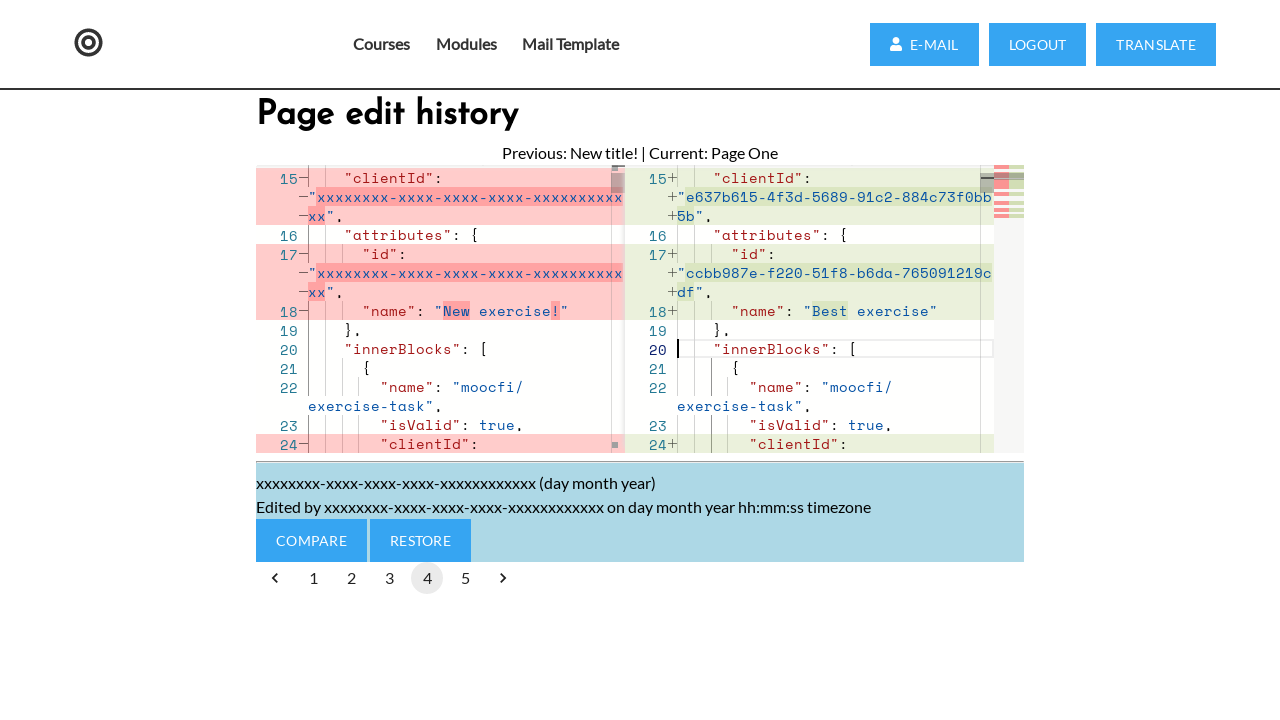 Courses Modules Mail Template E-MAIL LOGOUT TRANSLATE
Page edit history
Previous: New title! | Current: Page One
15 "clientId":
"xxxxxxxx-xxxx-xxxx-xxxx-xxxxxxxxxx
xx",
16 "attributes": {
17 "id":
"xxxxxxxx-xxxx-xxxx-xxxx-xxxxxxxxxx
xx",
18 "name": "New exercise!"
19 },
20 "innerBlocks": [
21 {
22 "name": "moocfi/
exercise-task",
23 "isValid": true,
24 "clientId":
15 "clientId":
"e637b615-4f3d-5689-91c2-884c73f0bb
5b",
16 "attributes": {
17 "id":
"ccbb987e-f220-51f8-b6da-765091219c
df",
18 "name": "Best exercise"
19 },
20 "innerBlocks": [
21 {
22 "name": "moocfi/
exercise-task",
23 "isValid": true,
24 "clientId":
xxxxxxxx-xxxx-xxxx-xxxx-xxxxxxxxxxxx (day month year)
Edited by xxxxxxxx-xxxx-xxxx-xxxx-xxxxxxxxxxxx on day month year hh:mm:ss timezone
COMPARE RESTORE
1 2 3 4 5